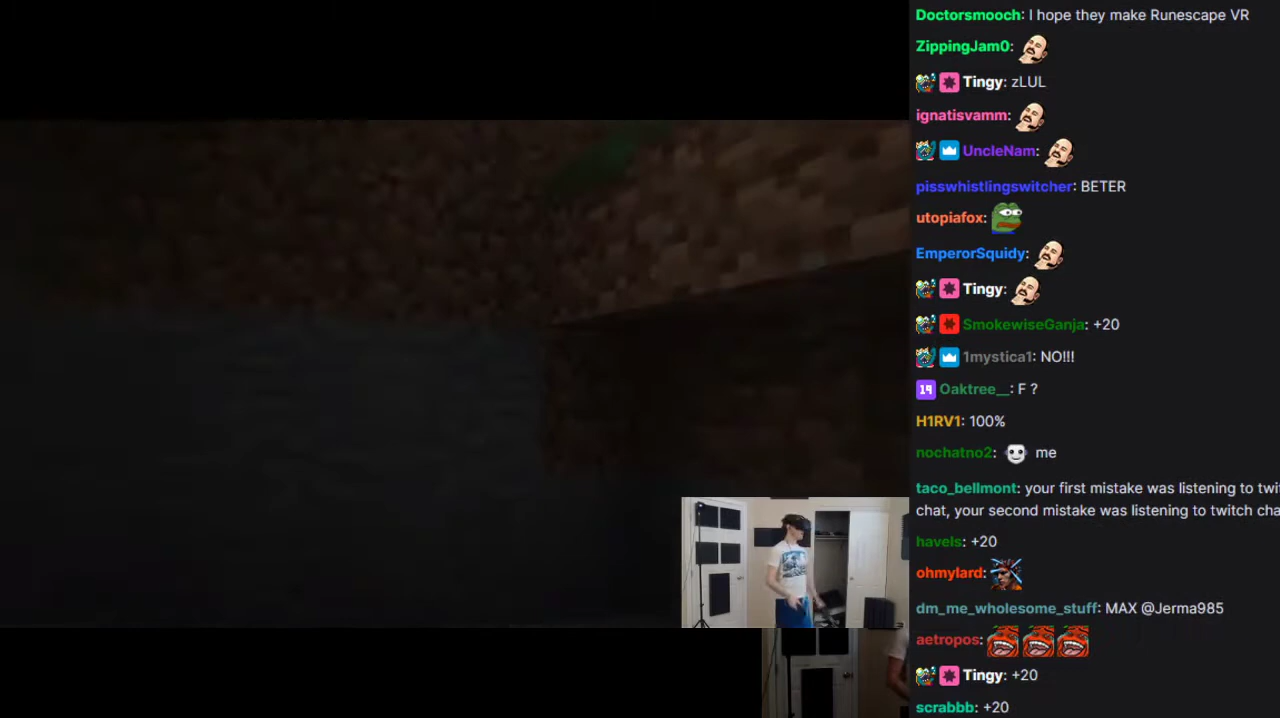 Doctorsmooch: I hope they make Runescape VR
ZippingJam0:
Tingy: zLUL
ignatisvamm:
UncleNam:
pisswhistlingswitcher: BETER
utopiafox:
EmperorSquidy:
Tingy:
SmokewiseGanja: +20
1mystica1: NO!!!
19 Oaktree__: F ?
H1RV1: 100%
nochatno2: me
taco_bellmont: your first mistake was listening to twit
chat, your second mistake was listening to twitch cha
havels: +20
ohmylard:
dm_me_wholesome_stuff: MAX @Jerma985
aetropos:
Tingy: +20
scrabbb: +20